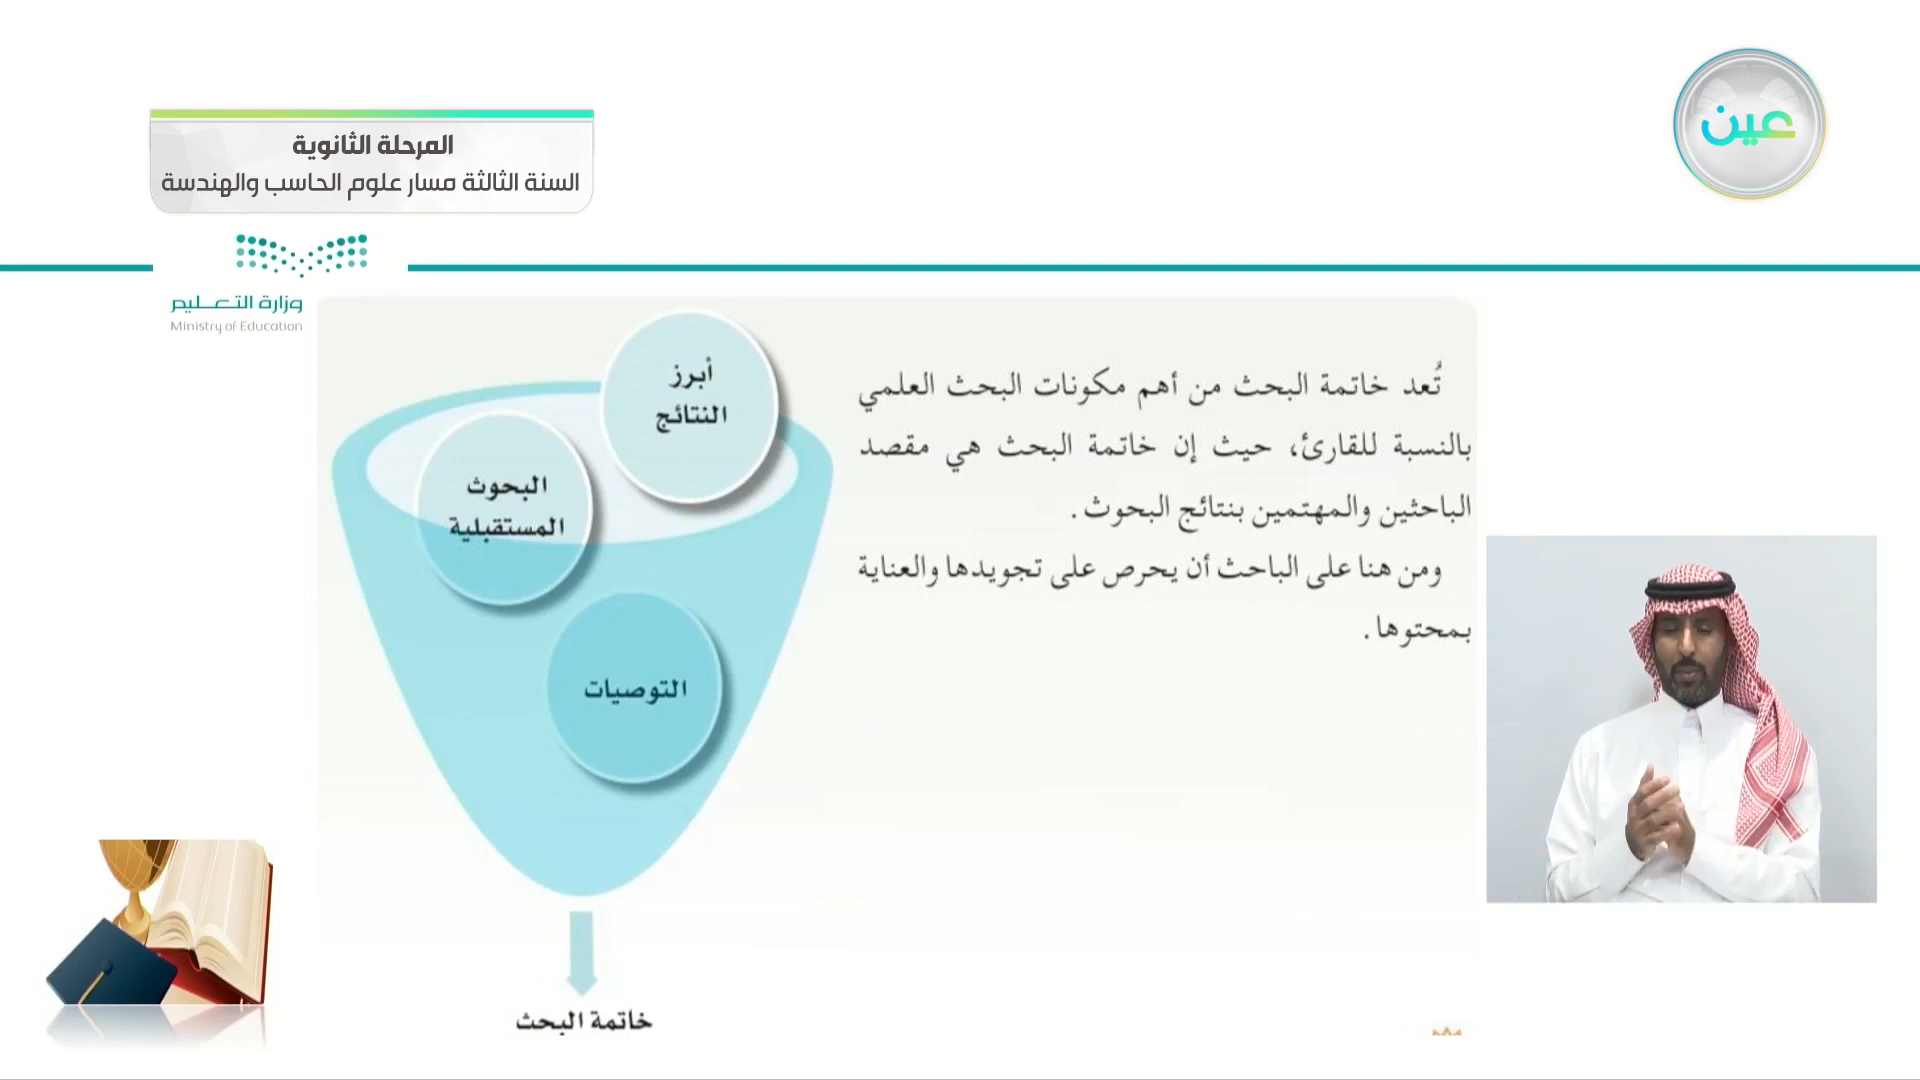 عين
المرحلة الثانوية
السنة الثالثة مسار علوم الحاسب والهندسة
وزارة التعليم
Ministry of Education
تُعد خاتمة البحث من أهم مكونات البحث العلمي
بالنسبة للقارئ، حيث إن خاتمة البحث هي مقصد
الباحثين والمهتمين بنتائج البحوث.
ومن هنا على الباحث أن يحرص على تجويدها والعناية
بمحتوها.
أبرز
النتائج
البحوث
المستقبلية
التوصيات
خاتمة البحث